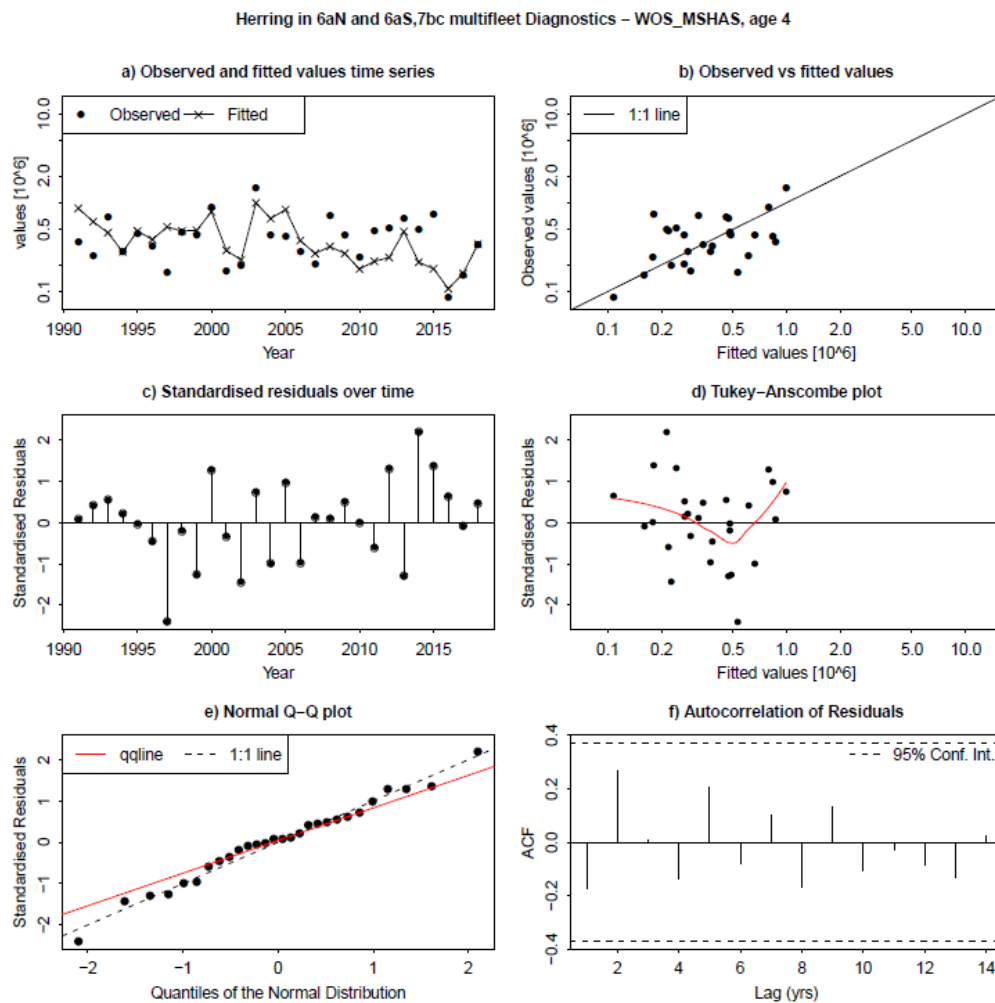 Herring in 6aN and 6aS,7bc multifleet Diagnostics – WOS_MSHAS, age 4
a) Observed and fitted values time series
values [10^6]
10.0
2.0
0.5
0.1
Observed
Fitted
1990 1995 2000 2005 2010 2015
Year
b) Observed vs fitted values
Observed values [10^6]
10.0
2.0
0.5
0.1
1:1 line
0.1 0.2 0.5 1.0 2.0 5.0 10.0
Fitted values [10^6]
c) Standardised residuals over time
Standardised Residuals
2
1
0
−1
−2
1990 1995 2000 2005 2010 2015
Year
d) Tukey−Anscombe plot
Standardised Residuals
2
1
0
−1
−2
0.1 0.2 0.5 1.0 2.0 5.0 10.0
Fitted values [10^6]
e) Normal Q−Q plot
Standardised Residuals
2
1
0
−1
−2
qqline
1:1 line
−2 −1 0 1 2
Quantiles of the Normal Distribution
f) Autocorrelation of Residuals
ACF
0.4
0.2
0.0
−0.2
−0.4
95% Conf. Int.
2 4 6 8 10 12 14
Lag (yrs)